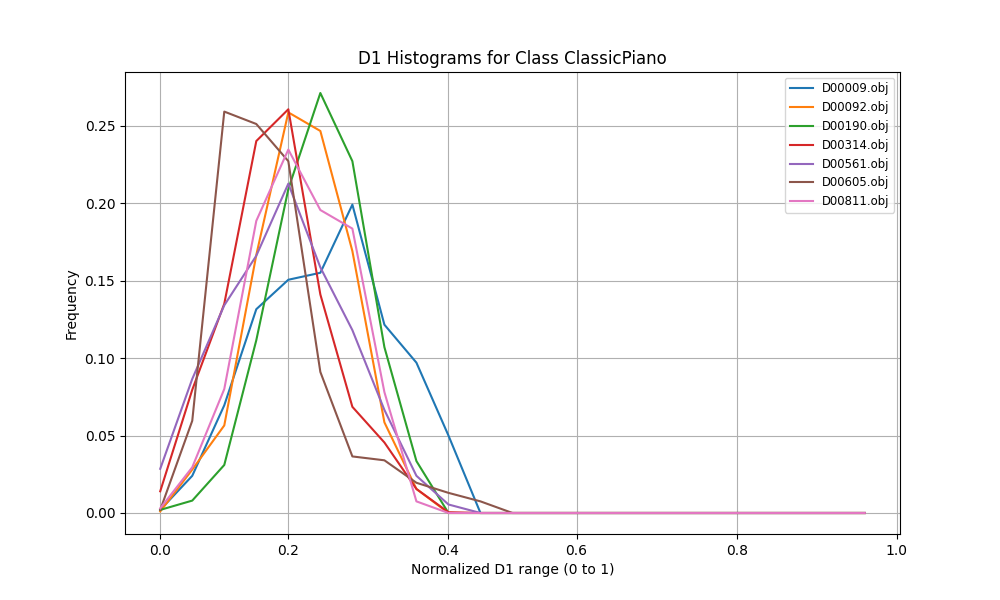 D1 Histograms for Class ClassicPiano
D00009.obj
D00092.obj
D00190.obj
D00314.obj
D00561.obj
D00605.obj
D00811.obj
0.25
0.20
0.15
0.10
0.05
0.00
Frequency
0.0 0.2 0.4 0.6 0.8 1.0
Normalized D1 range (0 to 1)